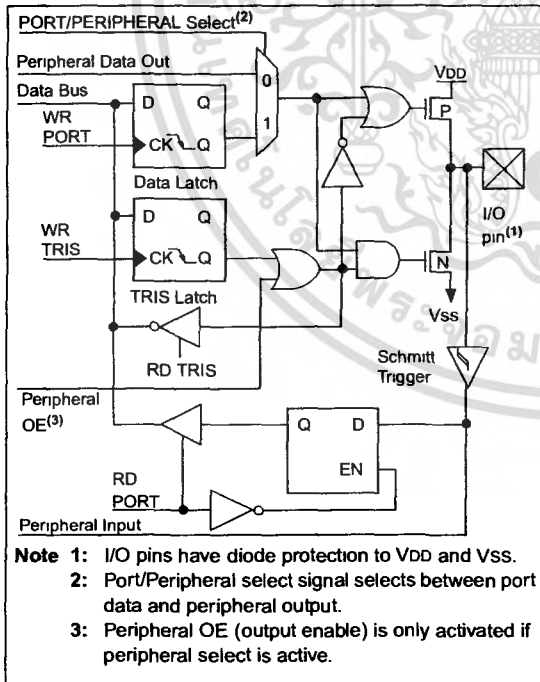 PORT/PERIPHERAL Select(2)
Peripheral Data Out
Data Bus
WR
PORT
D Q
CK Q
Data Latch
0
1
WR
TRIS
D Q
CK Q
TRIS Latch
RD TRIS
Peripheral
OE(3)
VDD
P
N
VSS
I/O
pin(1)
Schmitt
Trigger
Q D
EN
RD
PORT
Peripheral Input
Note 1: I/O pins have diode protection to VDD and VSS.
2: Port/Peripheral select signal selects between port
data and peripheral output.
3: Peripheral OE (output enable) is only activated if
peripheral select is active.